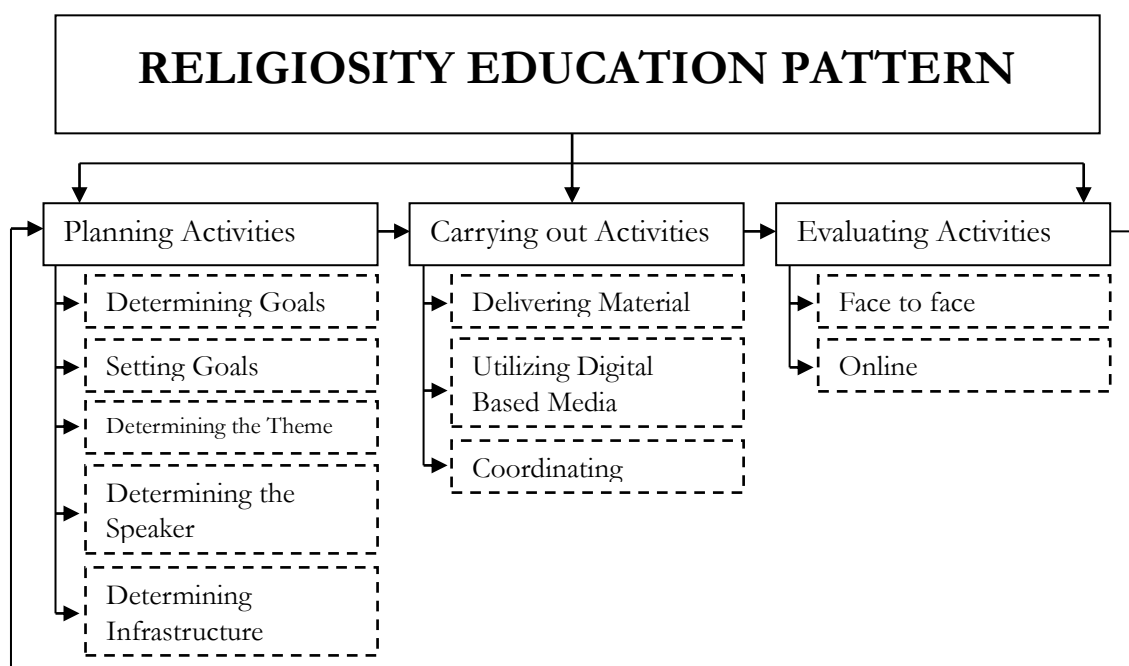 RELIGIOSITY EDUCATION PATTERN
Planning Activities
Determining Goals
Setting Goals
Determining the Theme
Determining the
Speaker
Determining
Infrastructure
Carrying out Activities
Delivering Material
Utilizing Digital
Based Media
Coordinating
Evaluating Activities
Face to face
Online